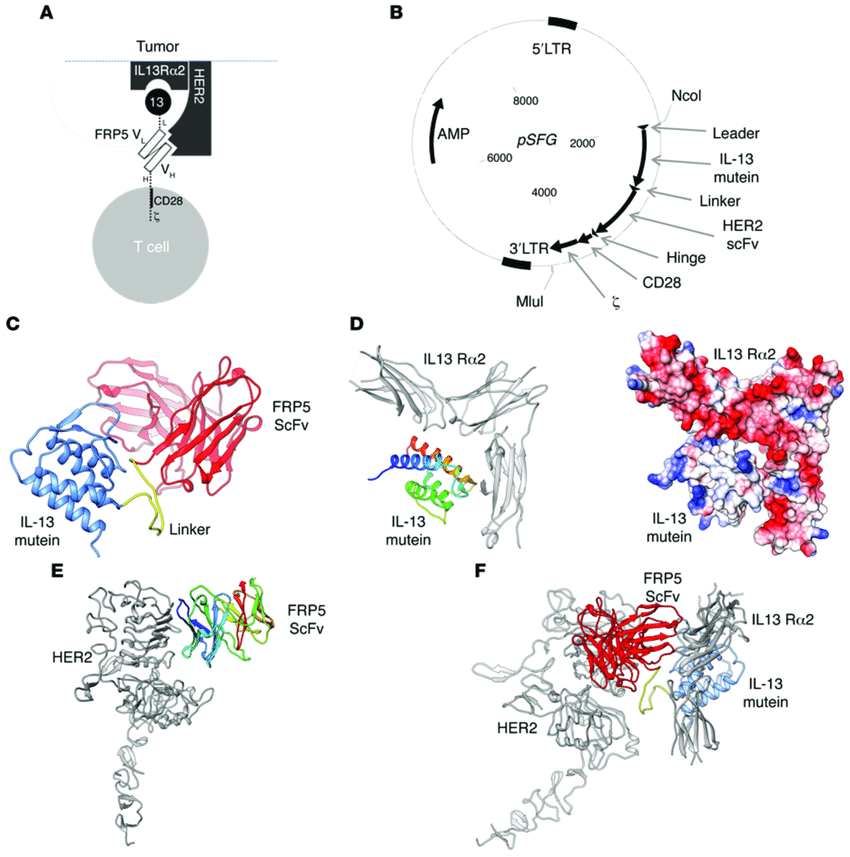 A
Tumor
IL13Rα2
HER2
13
L
FRP5 VL
VH
H
CD28
ζ
T cell
B
5′LTR
8000
NcoI
AMP
pSFG
2000
6000
4000
Leader
IL-13
mutein
Linker
HER2
scFv
Hinge
CD28
ζ
3′LTR
MluI
C
FRP5
ScFv
IL-13
mutein
Linker
D
IL13 Rα2
IL-13
mutein
IL13 Rα2
IL-13
mutein
E
HER2
FRP5
ScFv
F
FRP5
ScFv
IL13 Rα2
IL-13
mutein
HER2